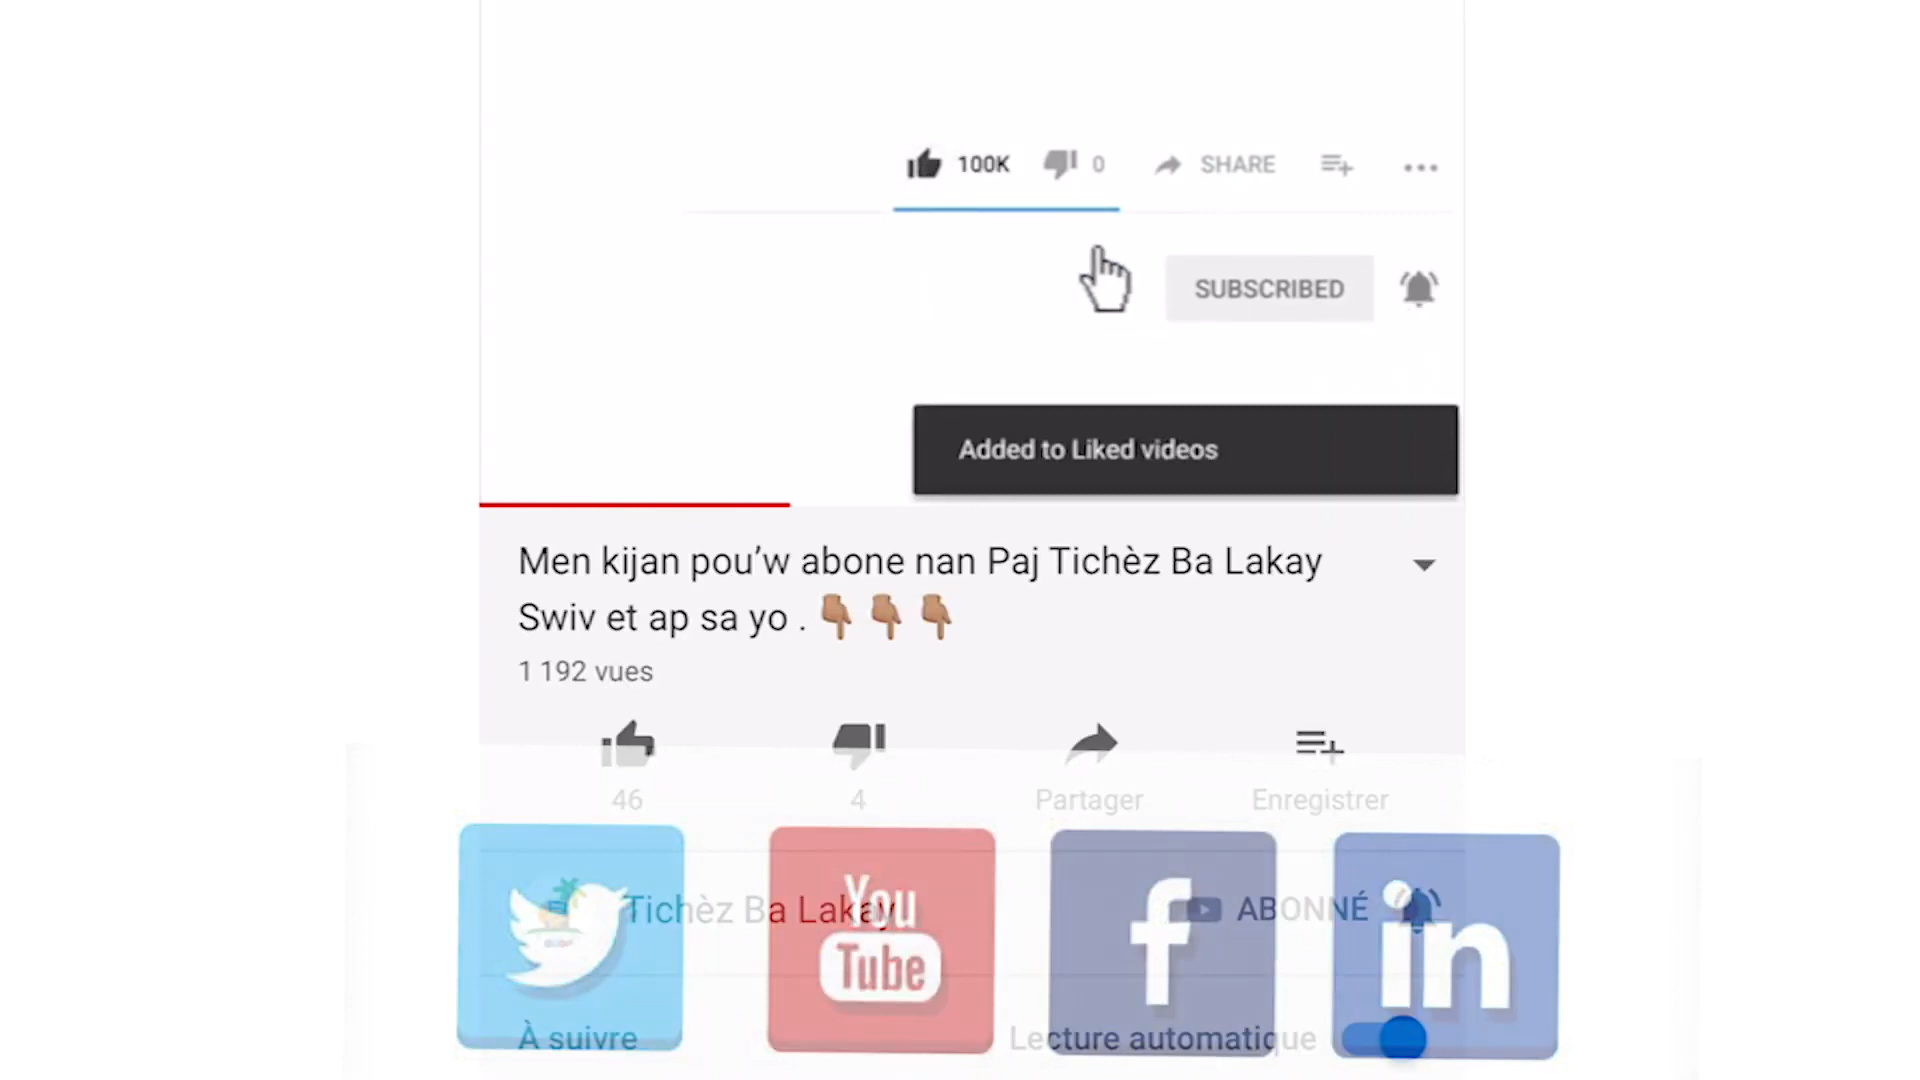 100K 0 SHARE
SUBSCRIBED
Added to Liked videos
Men kijan pou’w abone nan Paj Tichèz Ba Lakay
Swiv et ap sa yo . 👇🏽👇🏽👇🏽
1 192 vues
46 4 Partager Enregistrer
Tichèz Ba Lakay ABONNÉ
You
Tube
f
in
À suivre Lecture automatique